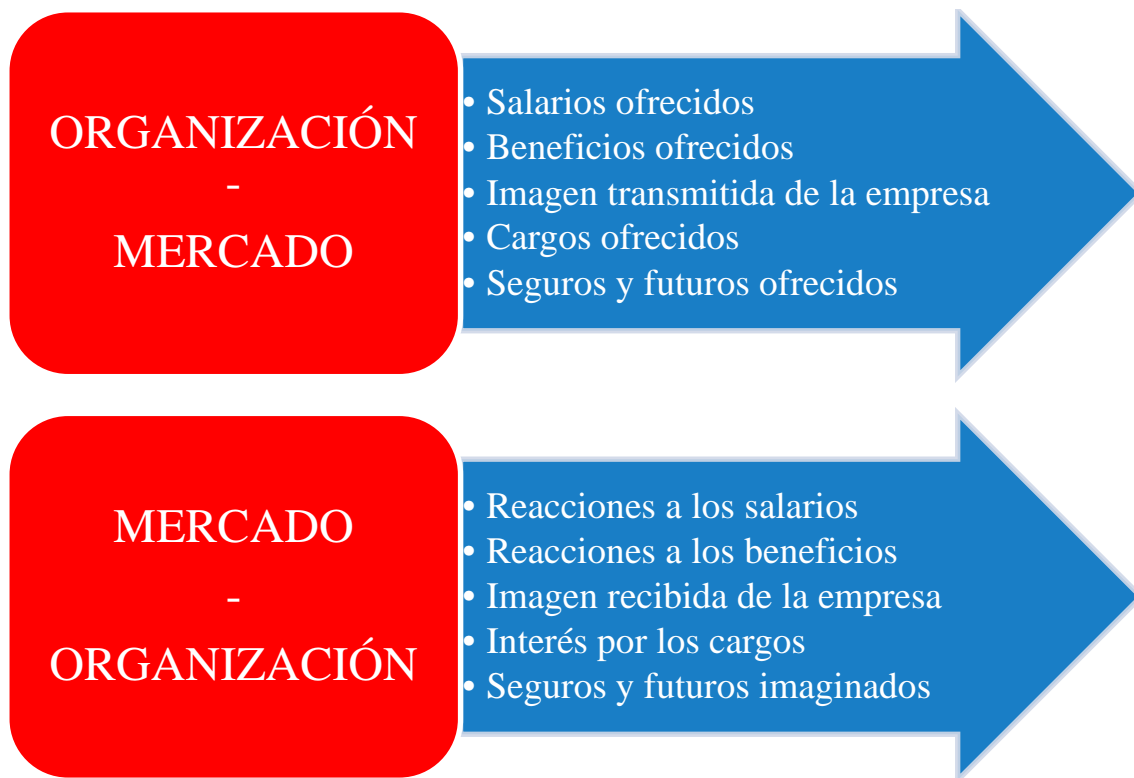 ORGANIZACIÓN
-
MERCADO
• Salarios ofrecidos
• Beneficios ofrecidos
• Imagen transmitida de la empresa
• Cargos ofrecidos
• Seguros y futuros ofrecidos
MERCADO
-
ORGANIZACIÓN
• Reacciones a los salarios
• Reacciones a los beneficios
• Imagen recibida de la empresa
• Interés por los cargos
• Seguros y futuros imaginados